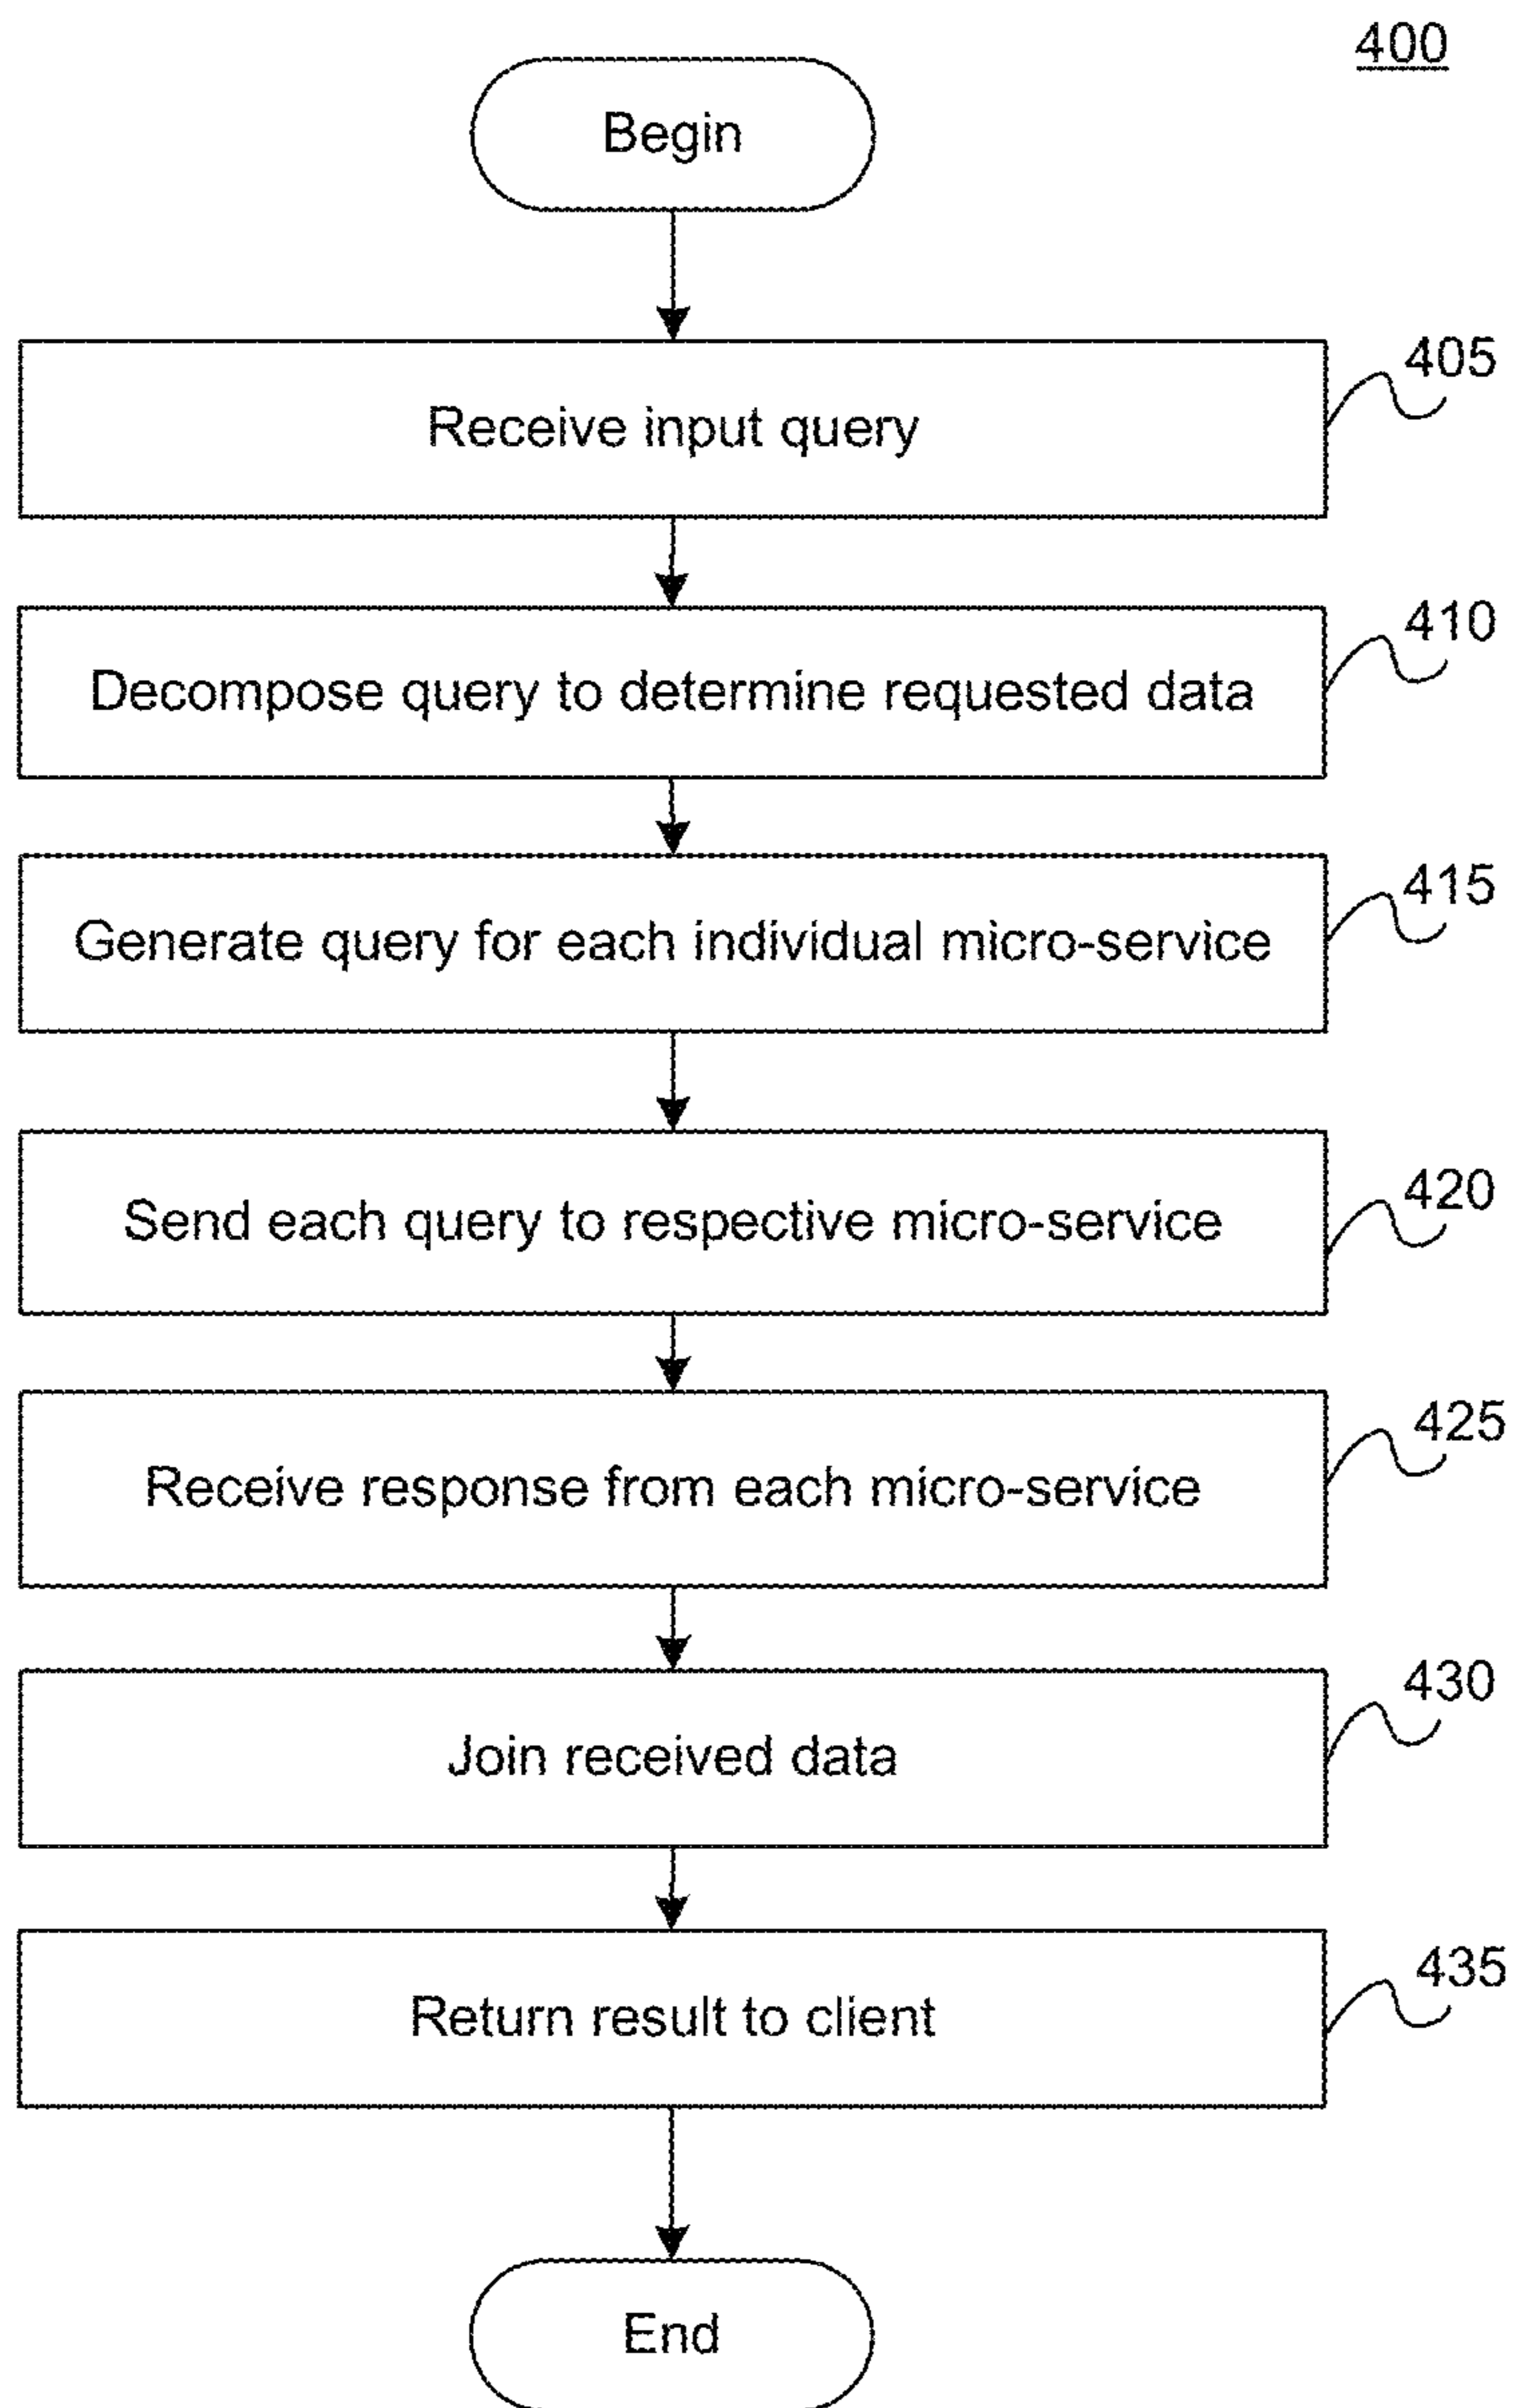 400
Begin
Receive input query
405
Decompose query to determine requested data
410
Generate query for each individual micro-service
415
Send each query to respective micro-service
420
Receive response from each micro-service
425
Join received data
430
Return result to client
435
End